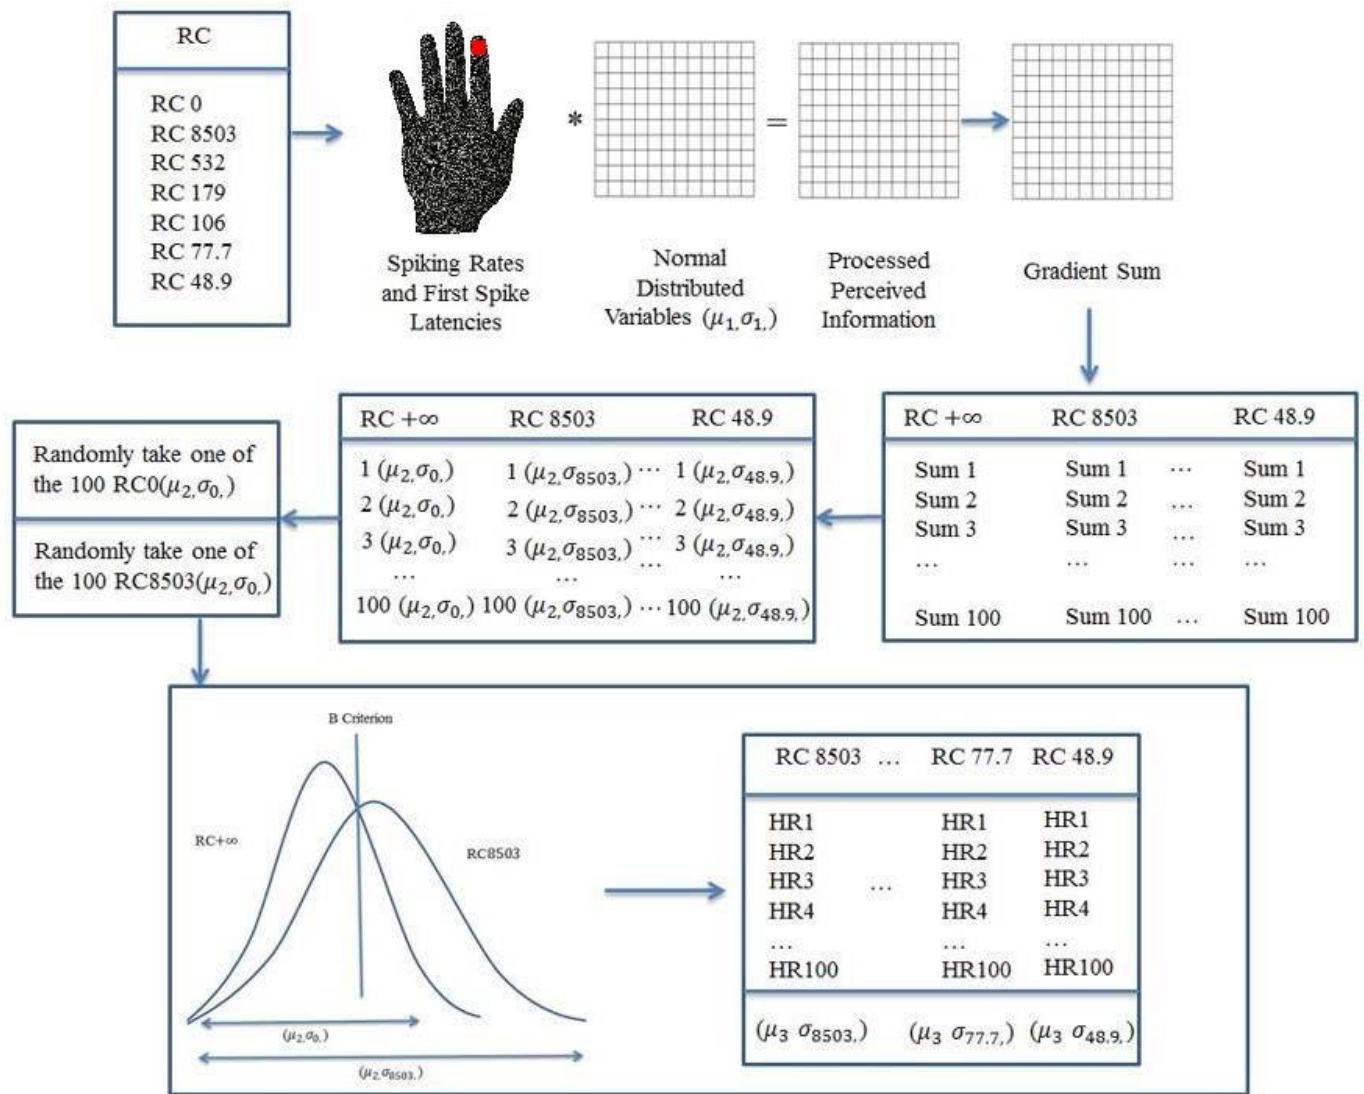 RC
RC 0
RC 8503
RC 532
RC 179
RC 106
RC 77.7
RC 48.9
*
=
Spiking Rates
and First Spike
Latencies
Normal
Distributed
Variables (μ₁,σ₁,)
Processed
Perceived
Information
Gradient Sum
Randomly take one of
the 100 RC0(μ₂,σ₀,)
Randomly take one of
the 100 RC8503(μ₂,σ₀,)
RC +∞ RC 8503 RC 48.9
1 (μ₂,σ₀,) 1 (μ₂,σ₈₅₀₃,) ⋯ 1 (μ₂,σ₄₈.₉,)
2 (μ₂,σ₀,) 2 (μ₂,σ₈₅₀₃,) ⋯ 2 (μ₂,σ₄₈.₉,)
3 (μ₂,σ₀,) 3 (μ₂,σ₈₅₀₃,) ⋯ 3 (μ₂,σ₄₈.₉,)
… … … …
100 (μ₂,σ₀,) 100 (μ₂,σ₈₅₀₃,) ⋯ 100 (μ₂,σ₄₈.₉,)
RC +∞ RC 8503 RC 48.9
Sum 1 Sum 1 … Sum 1
Sum 2 Sum 2 … Sum 2
Sum 3 Sum 3 … Sum 3
… … … …
Sum 100 Sum 100 … Sum 100
B Criterion
RC+∞
RC8503
(μ₂,σ₀,)
(μ₂,σ₈₅₀₃,)
RC 8503 … RC 77.7 RC 48.9
HR1 HR1 HR1
HR2 HR2 HR2
HR3 … HR3 HR3
HR4 HR4 HR4
… … …
HR100 HR100 HR100
(μ₃ σ₈₅₀₃,) (μ₃ σ₇₇.₇,) (μ₃ σ₄₈.₉,)